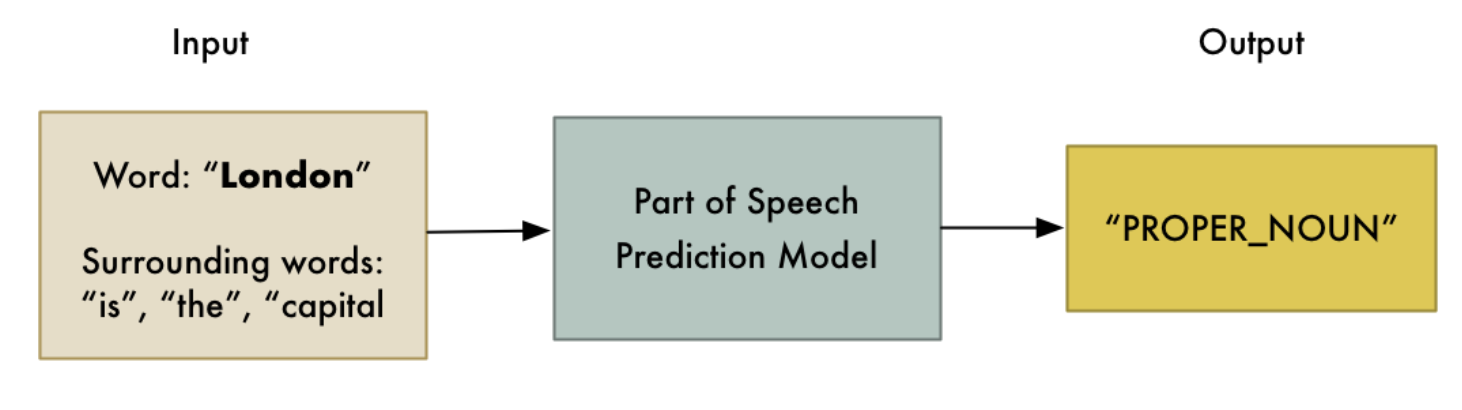 Input
Output
Word: “London”
Surrounding words:
“is”, “the”, “capital
Part of Speech
Prediction Model
“PROPER_NOUN”